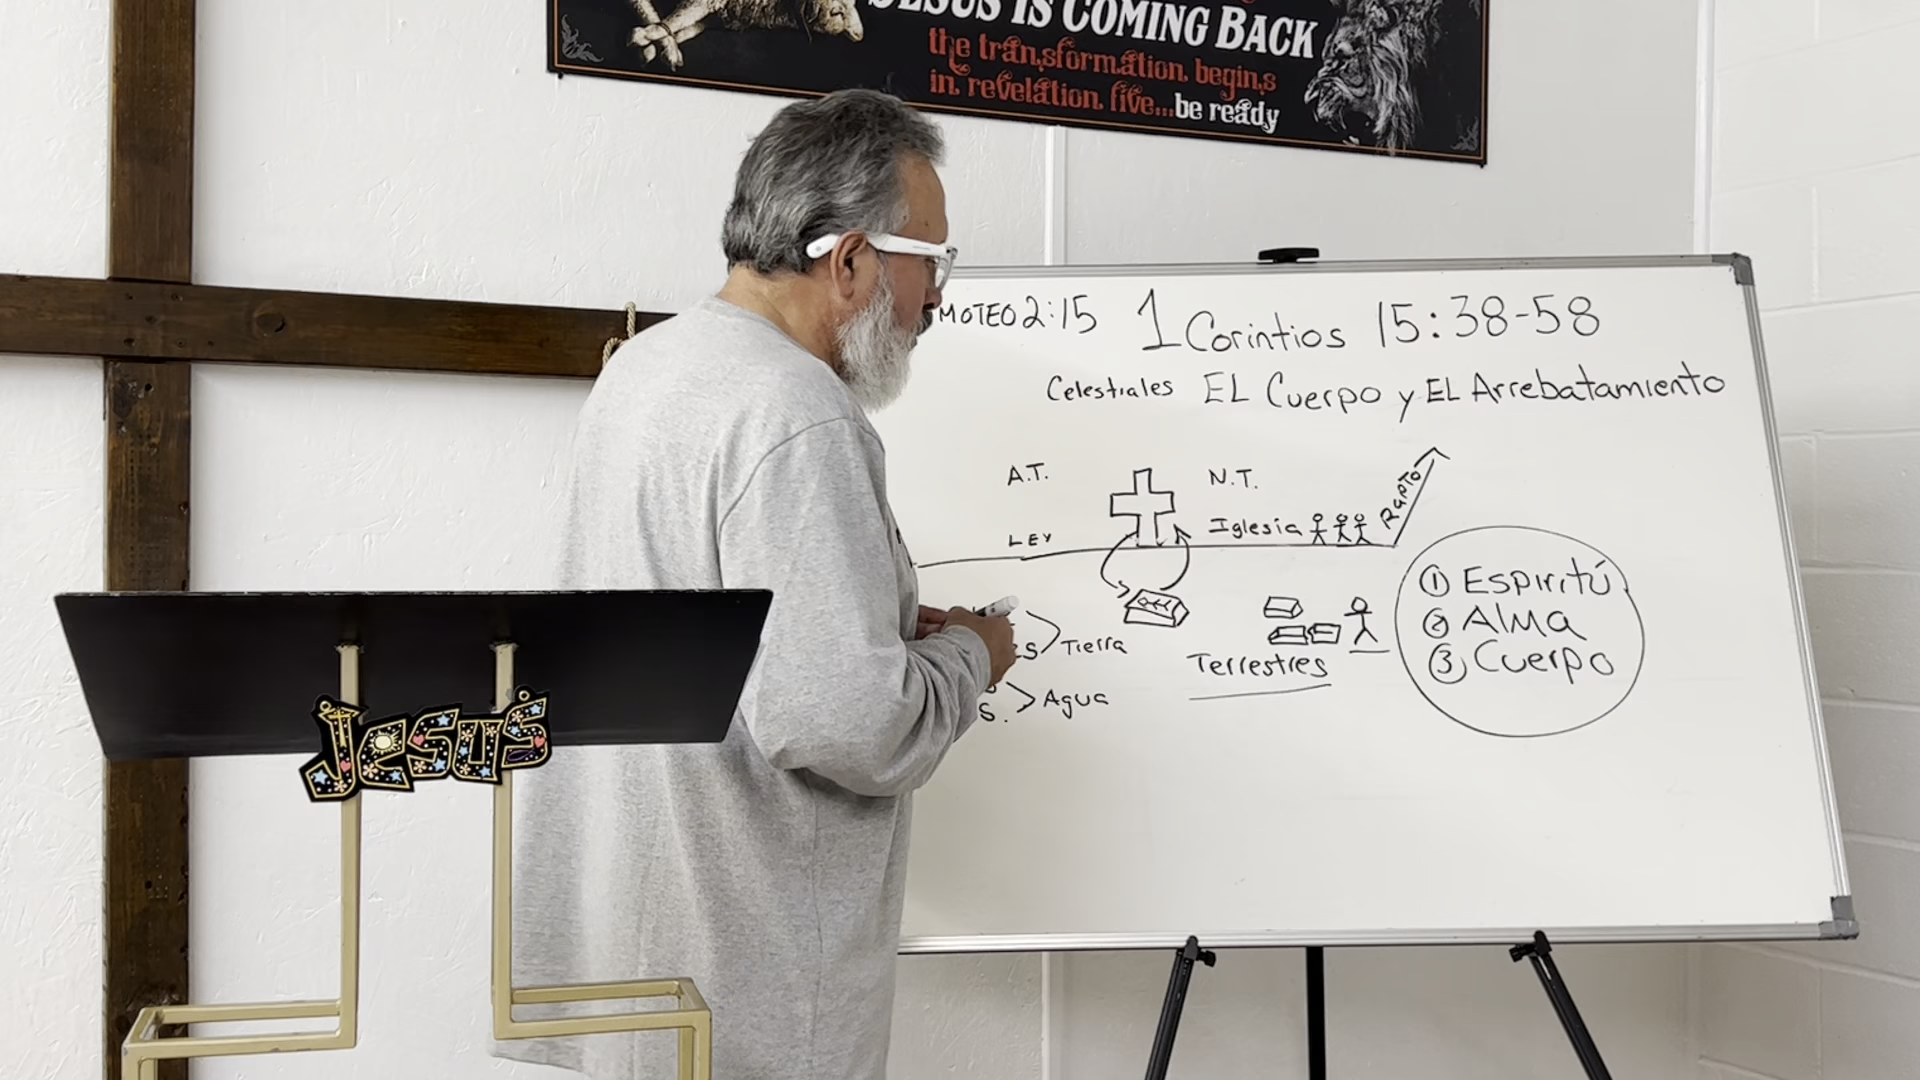 JESUS IS COMING BACK
the transformation begins
in revelation five...be ready
MOTEO 2:15 1 Corintios 15:38-58
Celestiales EL Cuerpo y EL Arrebatamiento
A.T. N.T.
LEY Iglesia RAPTO
① Espiritú
② Alma
③ Cuerpo
Tierra
Terrestres
S. Agua
Jesus